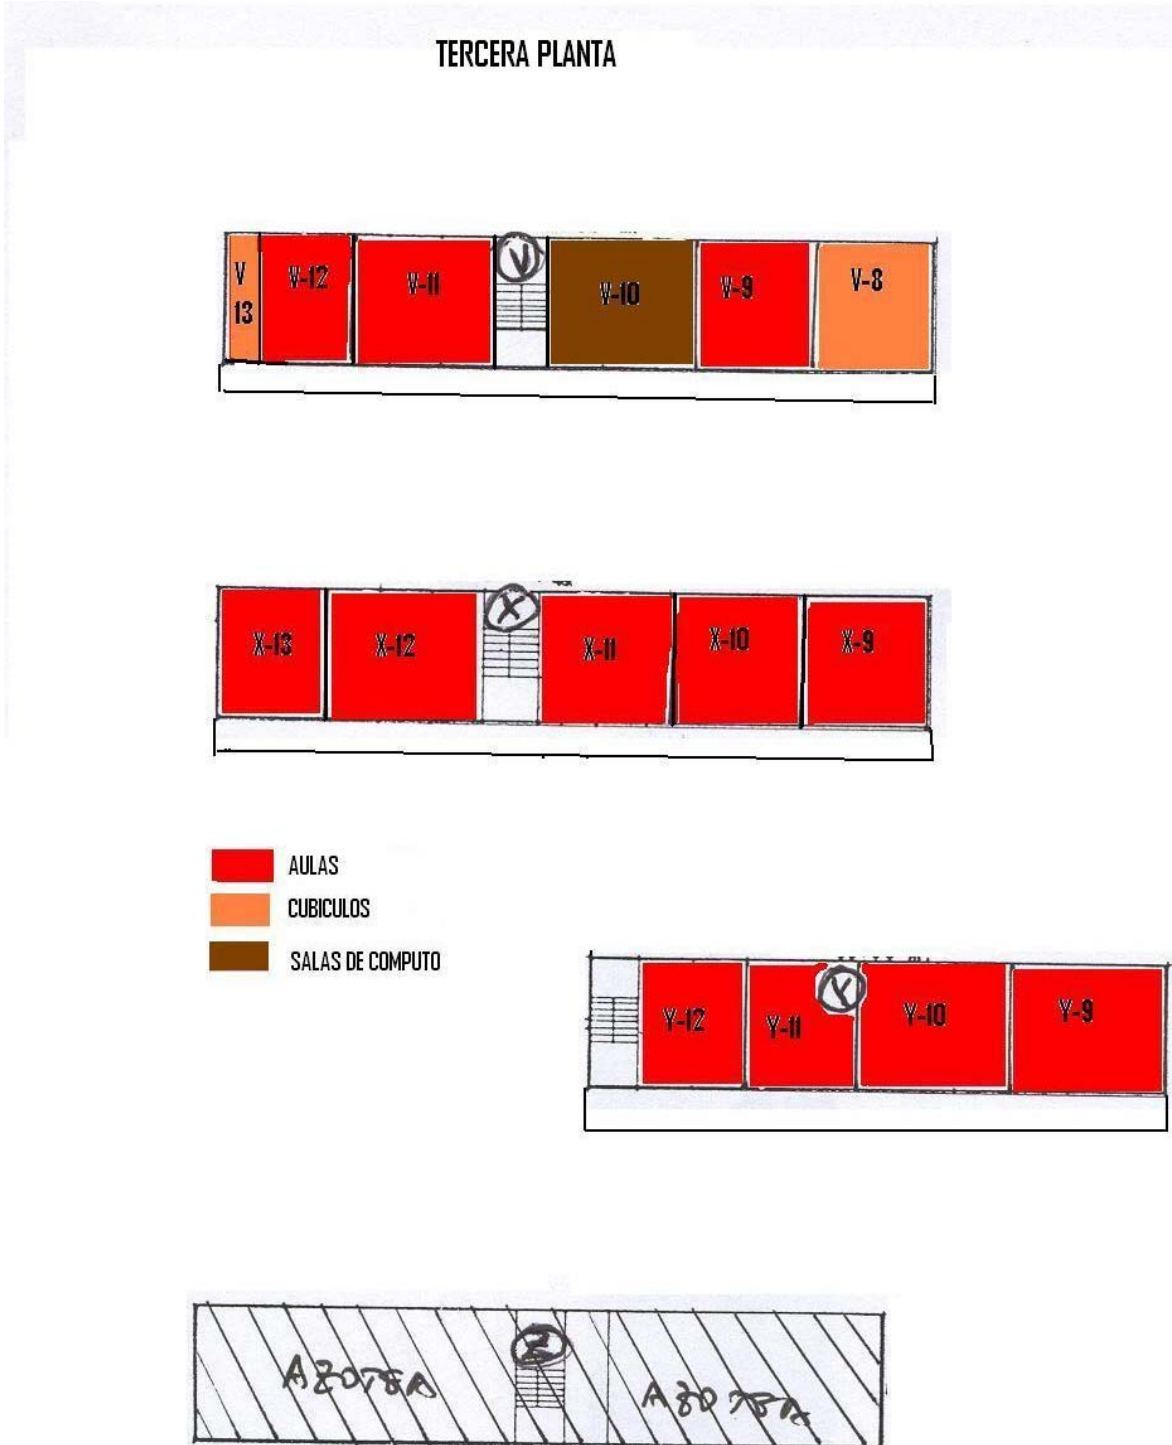 TERCERA PLANTA
V
13
V-12
V-11
V
V-10
V-9
V-8
X-13
X-12
X
X-11
X-10
X-9
AULAS
CUBICULOS
SALAS DE COMPUTO
Y-12
Y-11
Y
Y-10
Y-9
AZOTEA
Z
AZOTEA